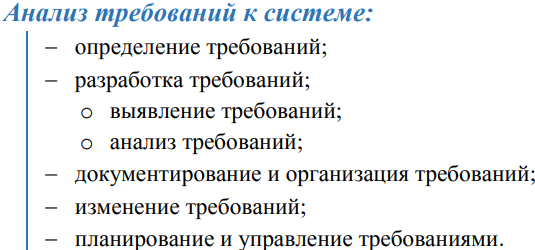 Анализ требований к системе:
– определение требований;
– разработка требований;
o выявление требований;
o анализ требований;
– документирование и организация требований;
– изменение требований;
– планирование и управление требованиями.